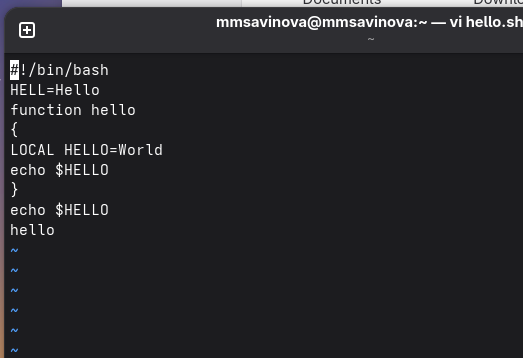 Documents
mmsavinova@mmsavinova:~ — vi hello.sh
~
#!/bin/bash
HELL=Hello
function hello
{
LOCAL HELLO=World
echo $HELLO
}
echo $HELLO
hello
~
~
~
~
~
~